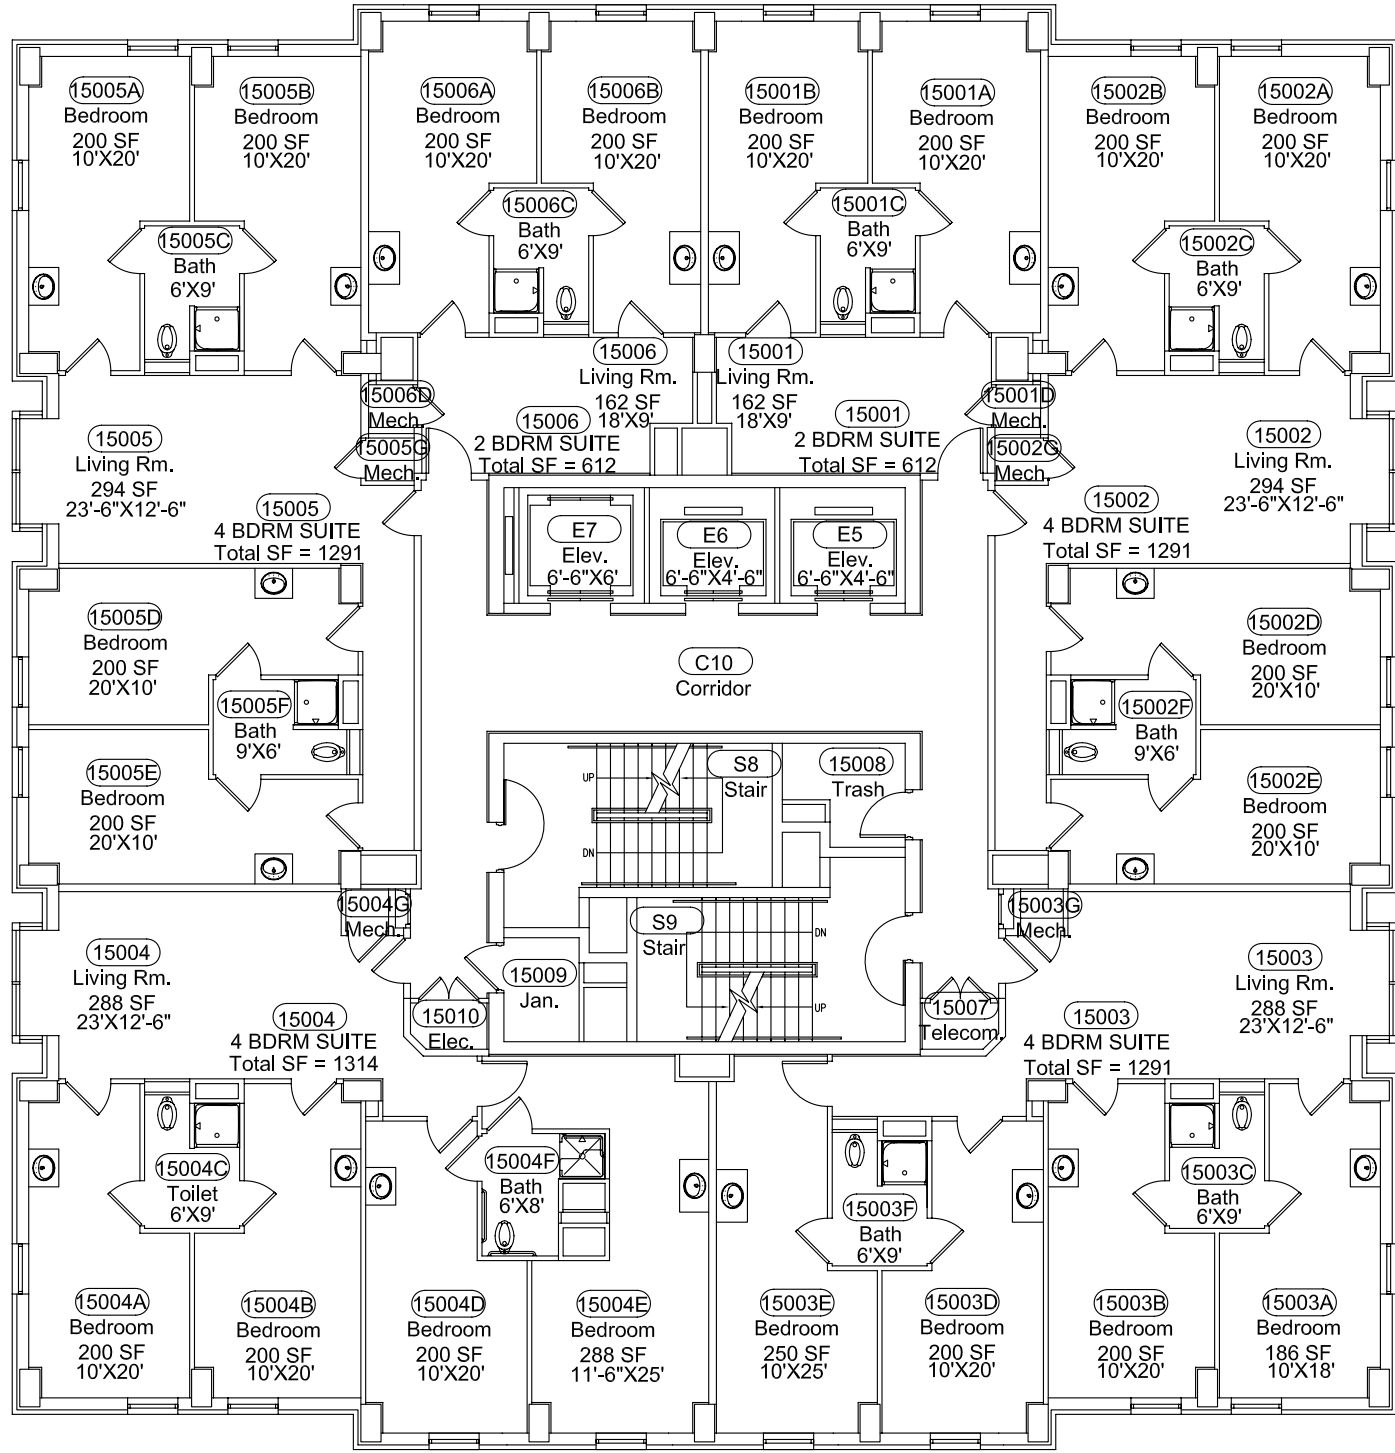 15005A
Bedroom
200 SF
10'X20'
15005B
Bedroom
200 SF
10'X20'
15006A
Bedroom
200 SF
10'X20'
15006B
Bedroom
200 SF
10'X20'
15001B
Bedroom
200 SF
10'X20'
15001A
Bedroom
200 SF
10'X20'
15002B
Bedroom
200 SF
10'X20'
15002A
Bedroom
200 SF
10'X20'
15005C
Bath
6'X9'
15006C
Bath
6'X9'
15001C
Bath
6'X9'
15002C
Bath
6'X9'
15006
Living Rm.
162 SF
18'X9'
15001
Living Rm.
162 SF
18'X9'
15006D
Mech.
15005G
Mech.
15006
2 BDRM SUITE
Total SF = 612
15001
2 BDRM SUITE
Total SF = 612
15001D
Mech.
15002G
Mech.
15005
Living Rm.
294 SF
23'-6"X12'-6"
15005
4 BDRM SUITE
Total SF = 1291
15002
Living Rm.
294 SF
23'-6"X12'-6"
15002
4 BDRM SUITE
Total SF = 1291
E7
Elev.
6'-6"X6'
E6
Elev.
6'-6"X4'-6"
E5
Elev.
6'-6"X4'-6"
15005D
Bedroom
200 SF
20'X10'
15005F
Bath
9'X6'
C10
Corridor
15002F
Bath
9'X6'
15002D
Bedroom
200 SF
20'X10'
15005E
Bedroom
200 SF
20'X10'
UP
DN
S8
Stair
15008
Trash
15002E
Bedroom
200 SF
20'X10'
15004G
Mech.
S9
Stair
DN
UP
15003G
Mech.
15004
Living Rm.
288 SF
23'X12'-6"
15004
4 BDRM SUITE
Total SF = 1314
15010
Elec.
15009
Jan.
15007
Telecom.
15003
4 BDRM SUITE
Total SF = 1291
15003
Living Rm.
288 SF
23'X12'-6"
15004C
Toilet
6'X9'
15004F
Bath
6'X8'
15003F
Bath
6'X9'
15003C
Bath
6'X9'
15004A
Bedroom
200 SF
10'X20'
15004B
Bedroom
200 SF
10'X20'
15004D
Bedroom
200 SF
10'X20'
15004E
Bedroom
288 SF
11'-6"X25'
15003E
Bedroom
250 SF
10'X25'
15003D
Bedroom
200 SF
10'X20'
15003B
Bedroom
200 SF
10'X20'
15003A
Bedroom
186 SF
10'X18'